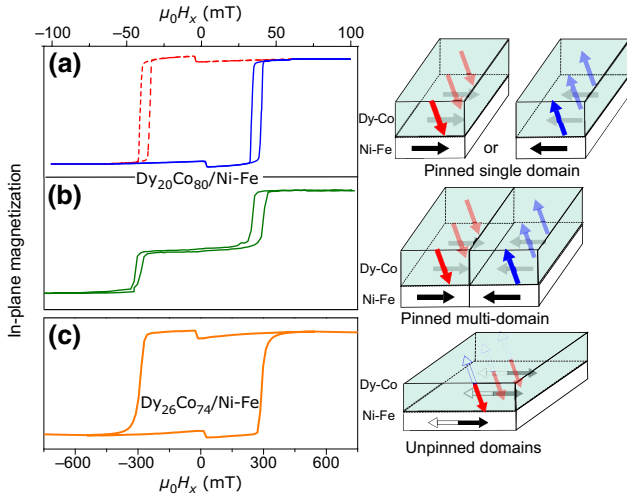 μ₀Hₓ (mT)
-100 -50 0 50 100
(a)
Dy₂₀Co₈₀/Ni-Fe
(b)
(c)
Dy₂₆Co₇₄/Ni-Fe
In-plane magnetization
-600 -300 0 300 600
μ₀Hₓ (mT)
Dy-Co
Ni-Fe
or
Pinned single domain
Dy-Co
Ni-Fe
Pinned multi-domain
Dy-Co
Ni-Fe
Unpinned domains